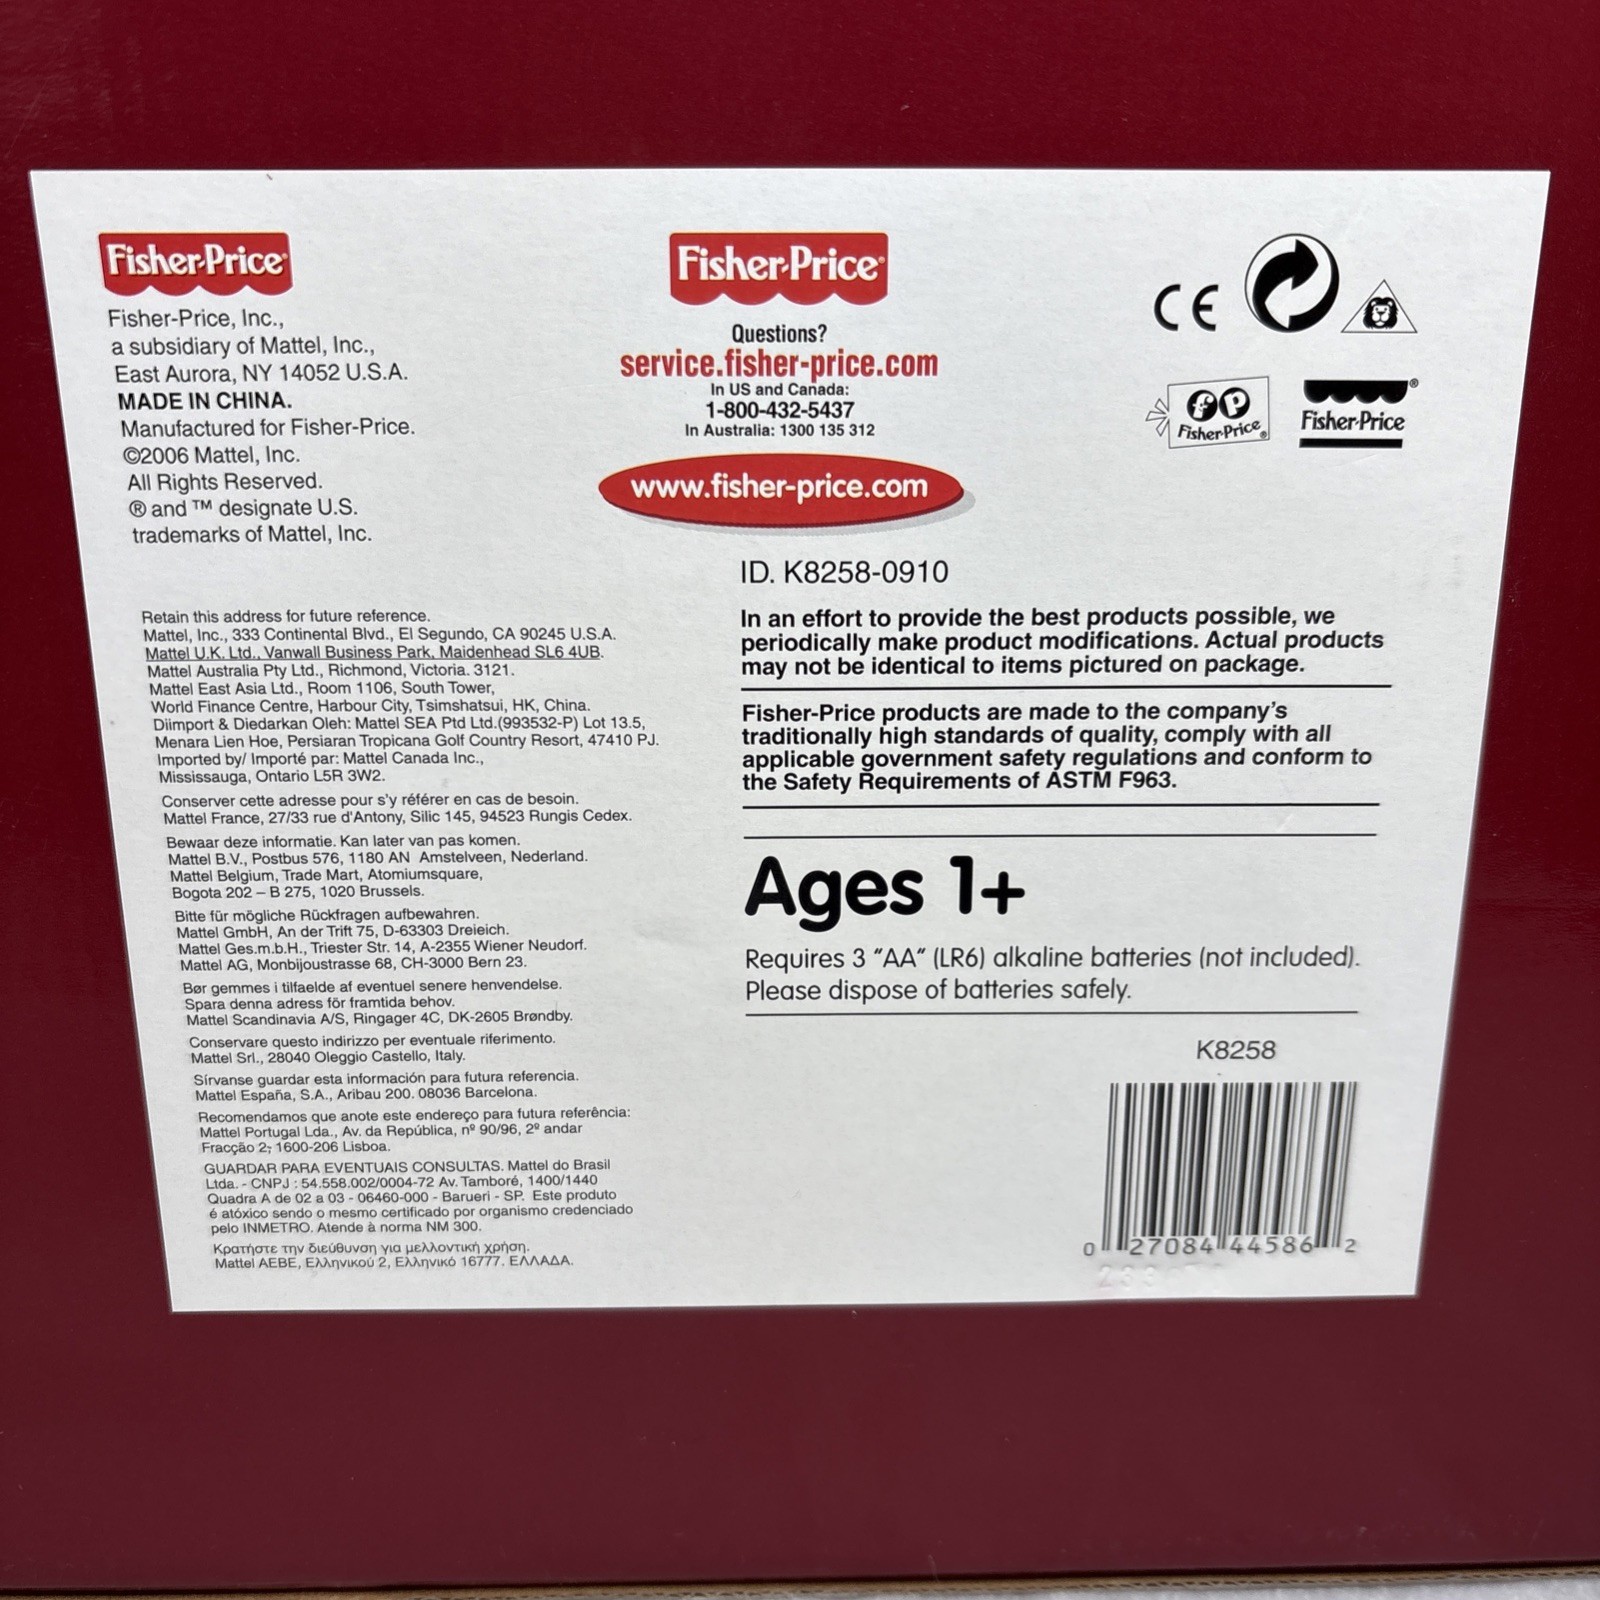 Fisher-Price
Fisher-Price, Inc.,
a subsidiary of Mattel, Inc.,
East Aurora, NY 14052 U.S.A.
MADE IN CHINA.
Manufactured for Fisher-Price.
©2006 Mattel, Inc.
All Rights Reserved.
® and ™ designate U.S.
trademarks of Mattel, Inc.
Retain this address for future reference.
Mattel, Inc., 333 Continental Blvd., El Segundo, CA 90245 U.S.A.
Mattel U.K. Ltd., Vanwall Business Park, Maidenhead SL6 4UB.
Mattel Australia Pty Ltd., Richmond, Victoria. 3121.
Mattel East Asia Ltd., Room 1106, South Tower,
World Finance Centre, Harbour City, Tsimshatsui, HK, China.
Diimport & Diedarkan Oleh: Mattel SEA Ptd Ltd.(993532-P) Lot 13.5,
Menara Lien Hoe, Persiaran Tropicana Golf Country Resort, 47410 PJ.
Imported by/ Importé par: Mattel Canada Inc.,
Mississauga, Ontario L5R 3W2.
Conserver cette adresse pour s'y référer en cas de besoin.
Mattel France, 27/33 rue d'Antony, Silic 145, 94523 Rungis Cedex.
Bewaar deze informatie. Kan later van pas komen.
Mattel B.V., Postbus 576, 1180 AN Amstelveen, Nederland.
Mattel Belgium, Trade Mart, Atomiumsquare,
Bogota 202 – B 275, 1020 Brussels.
Bitte für mögliche Rückfragen aufbewahren.
Mattel GmbH, An der Trift 75, D-63303 Dreieich.
Mattel Ges.m.b.H., Triester Str. 14, A-2355 Wiener Neudorf.
Mattel AG, Monbijoustrasse 68, CH-3000 Bern 23.
Bør gemmes i tilfaelde af eventuel senere henvendelse.
Spara denna adress för framtida behov.
Mattel Scandinavia A/S, Ringager 4C, DK-2605 Brøndby.
Conservare questo indirizzo per eventuale riferimento.
Mattel Srl., 28040 Oleggio Castello, Italy.
Sírvanse guardar esta información para futura referencia.
Mattel España, S.A., Aribau 200. 08036 Barcelona.
Recomendamos que anote este endereço para futura referência:
Mattel Portugal Lda., Av. da República, nº 90/96, 2º andar
Fracção 2; 1600-206 Lisboa.
GUARDAR PARA EVENTUAIS CONSULTAS. Mattel do Brasil
Ltda. - CNPJ : 54.558.002/0004-72 Av. Tamboré, 1400/1440
Quadra A de 02 a 03 - 06460-000 - Barueri - SP. Este produto
é atóxico sendo o mesmo certificado por organismo credenciado
pelo INMETRO. Atende à norma NM 300.
Κρατήστε την διεύθυνση για μελλοντική χρήση.
Mattel AEBE, Ελληνικού 2, Ελληνικό 16777. ΕΛΛΑΔΑ.
Fisher-Price
Questions?
service.fisher-price.com
In US and Canada:
1-800-432-5437
In Australia: 1300 135 312
www.fisher-price.com
CE
fp
Fisher-Price®
Fisher-Price®
ID. K8258-0910
In an effort to provide the best products possible, we
periodically make product modifications. Actual products
may not be identical to items pictured on package.
Fisher-Price products are made to the company's
traditionally high standards of quality, comply with all
applicable government safety regulations and conform to
the Safety Requirements of ASTM F963.
Ages 1+
Requires 3 "AA" (LR6) alkaline batteries (not included).
Please dispose of batteries safely.
K8258
0 27084 44586 2